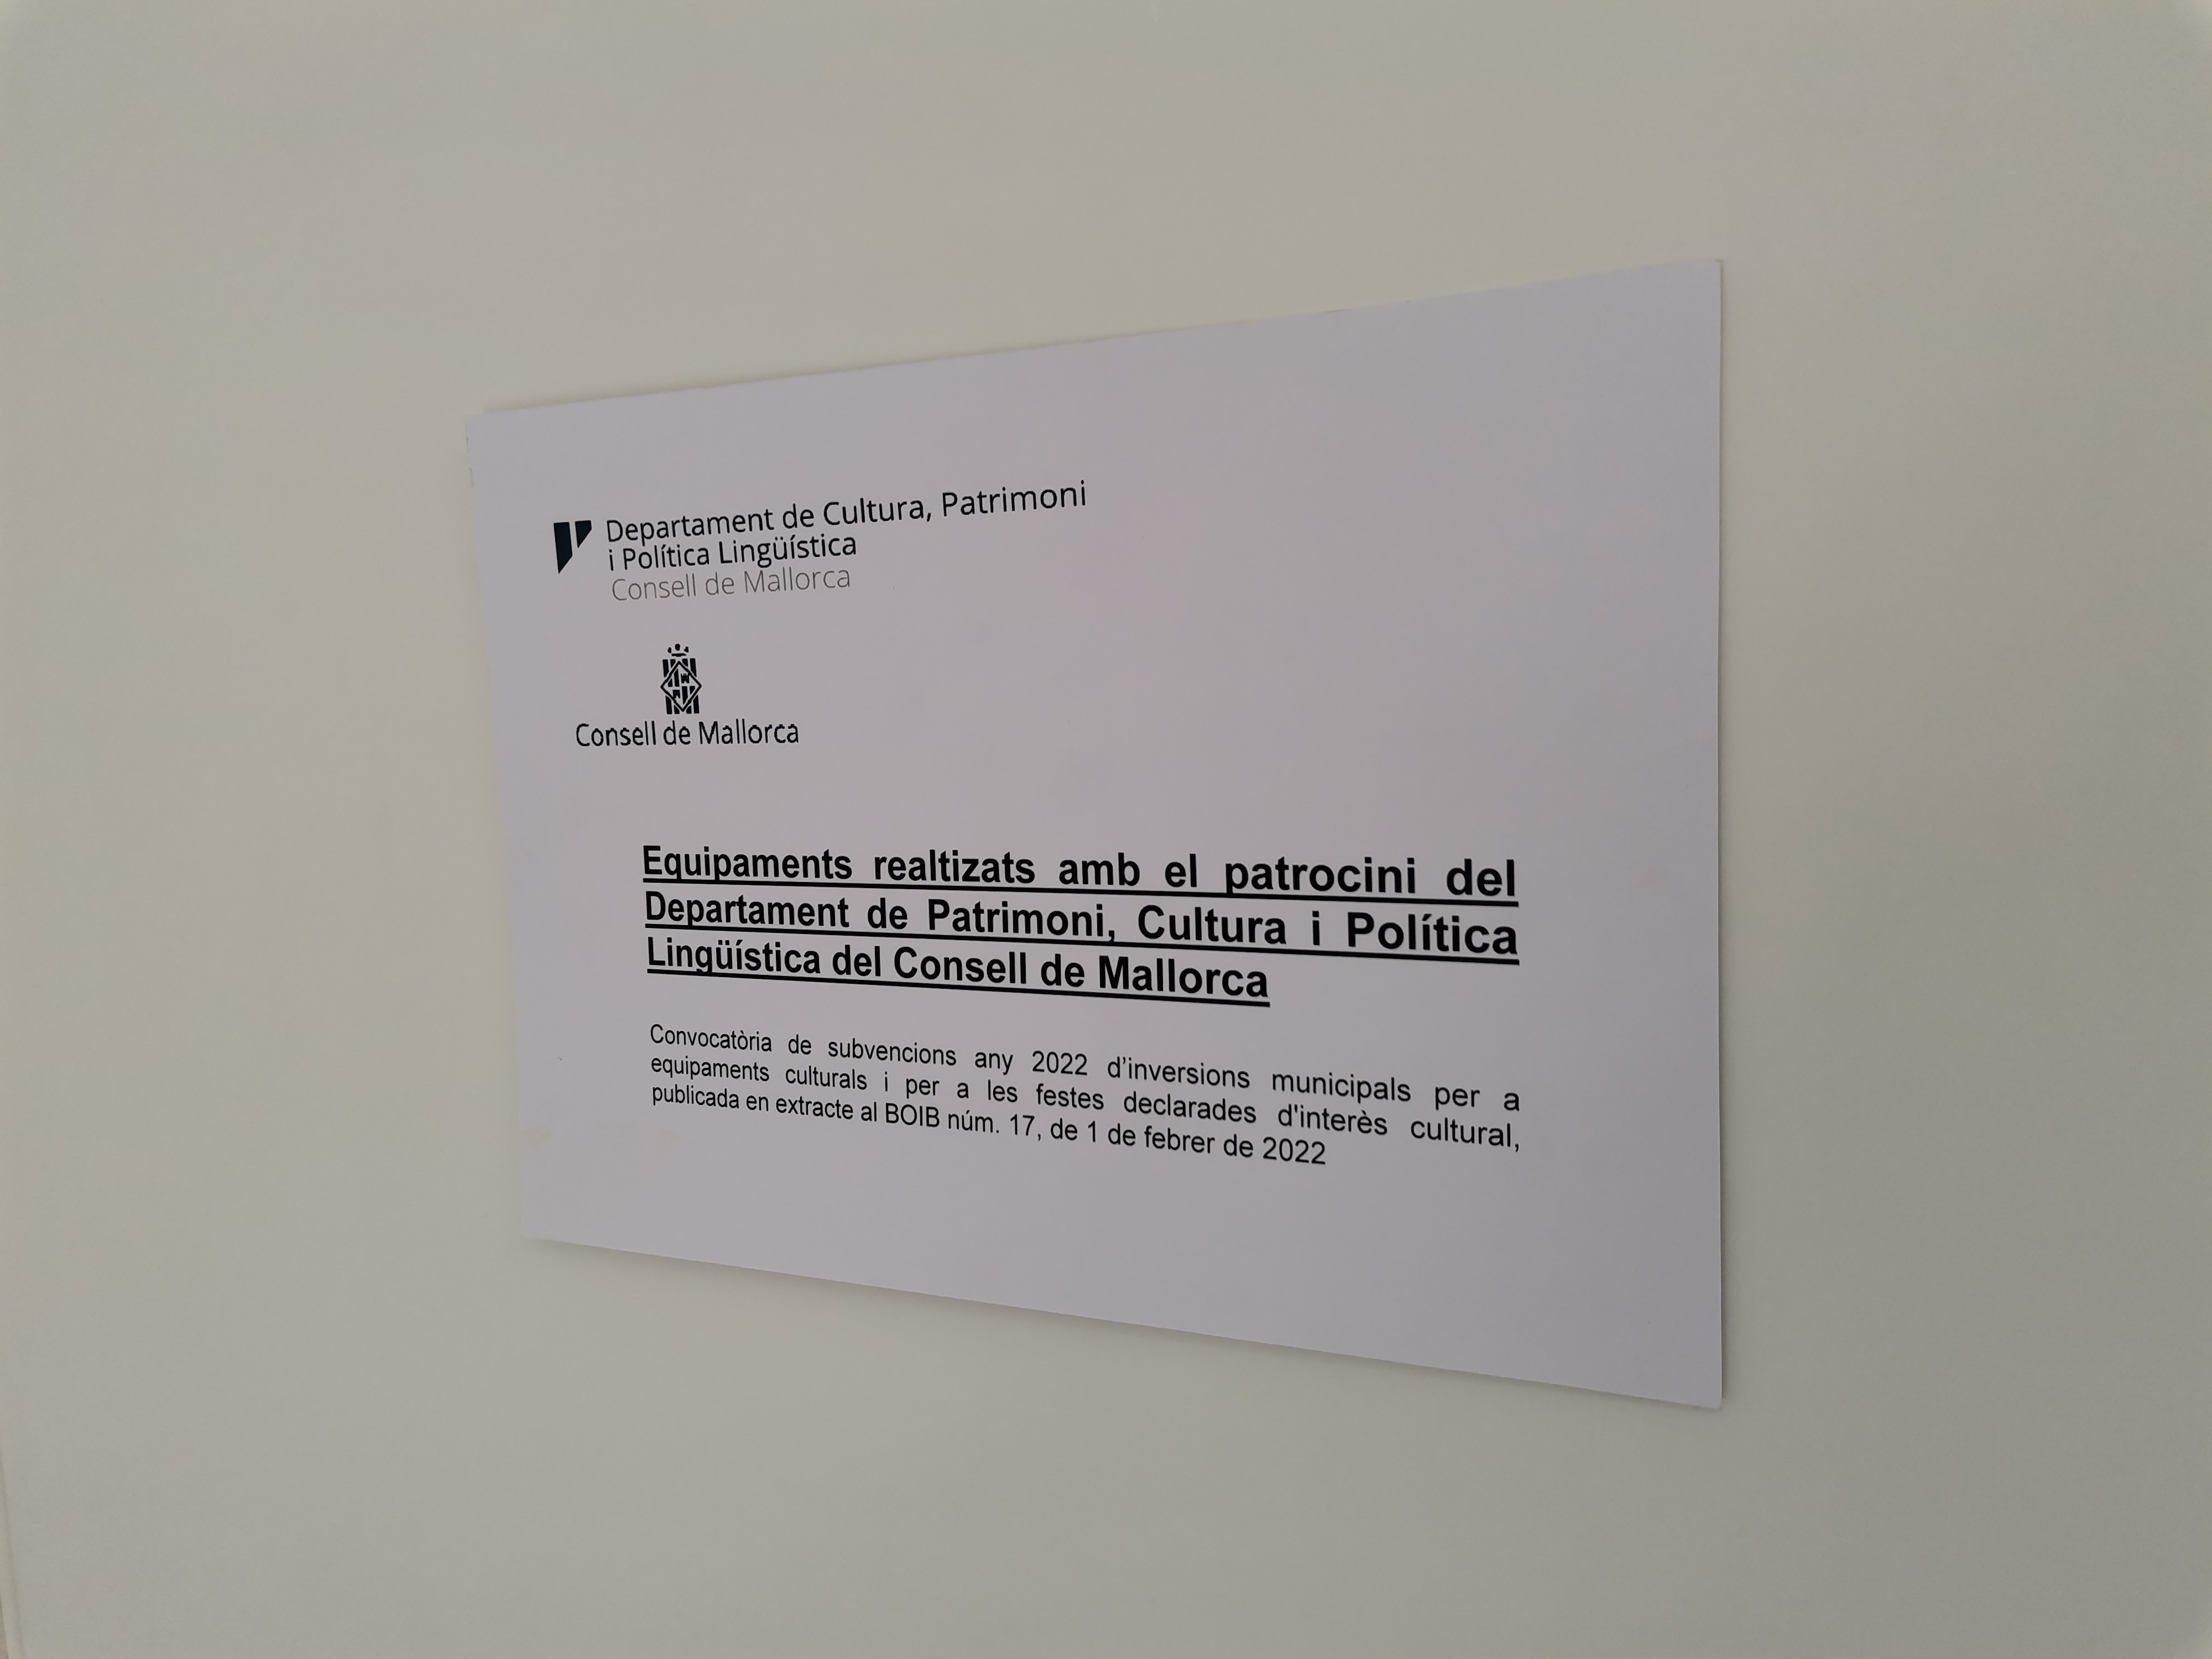 Departament de Cultura, Patrimoni
i Política Lingüística
Consell de Mallorca
Consell de Mallorca
Equipaments realtizats amb el patrocini del
Departament de Patrimoni, Cultura i Política
Lingüística del Consell de Mallorca
Convocatòria de subvencions any 2022 d’inversions municipals per a
equipaments culturals i per a les festes declarades d'interès cultural,
publicada en extracte al BOIB núm. 17, de 1 de febrer de 2022